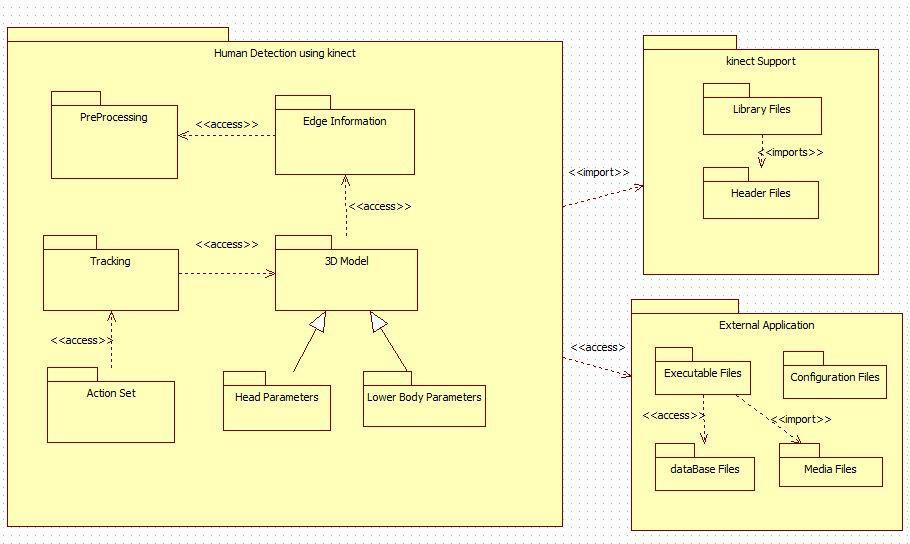 Human Detection using kinect
PreProcessing
<<access>>
Edge Information
<<access>>
Tracking
<<access>>
3D Model
<<access>>
Action Set
Head Parameters
Lower Body Parameters
<<import>>
<<access>
kinect Support
Library Files
<<imports>>
Header Files
External Application
Executable Files
Configuration Files
<<access>>
<<import>>
dataBase Files
Media Files